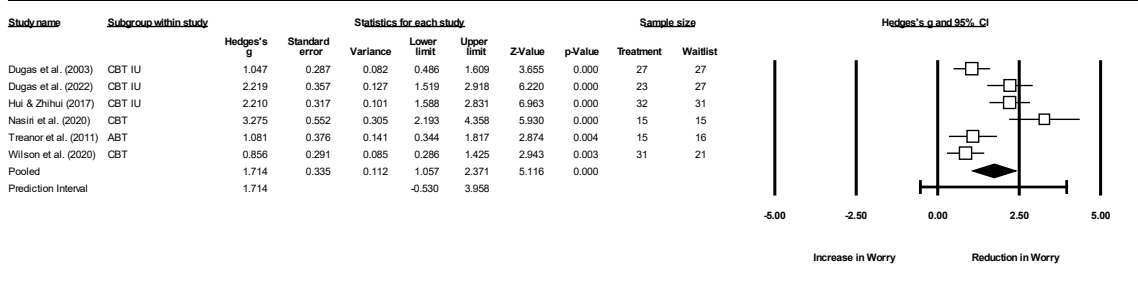 Study name Subgroup within study Statistics for each study Sample size Hedges's g and 95% CI
Hedges's g Standard error Variance Lower limit Upper limit Z-Value p-Value Treatment Waitlist
Dugas et al. (2003) CBT IU 1.047 0.287 0.082 0.486 1.609 3.655 0.000 27 27
Dugas et al. (2022) CBT IU 2.219 0.357 0.127 1.519 2.918 6.220 0.000 23 27
Hui & Zhihui (2017) CBT IU 2.210 0.317 0.101 1.588 2.831 6.963 0.000 32 31
Nasiri et al. (2020) CBT 3.275 0.552 0.305 2.193 4.358 5.930 0.000 15 15
Treanor et al. (2011) ABT 1.081 0.376 0.141 0.344 1.817 2.874 0.004 15 16
Wilson et al. (2020) CBT 0.856 0.291 0.085 0.286 1.425 2.943 0.003 31 21
Pooled 1.714 0.335 0.112 1.057 2.371 5.116 0.000
Prediction Interval 1.714 -0.530 3.958
-5.00 -2.50 0.00 2.50 5.00
Increase in Worry Reduction in Worry